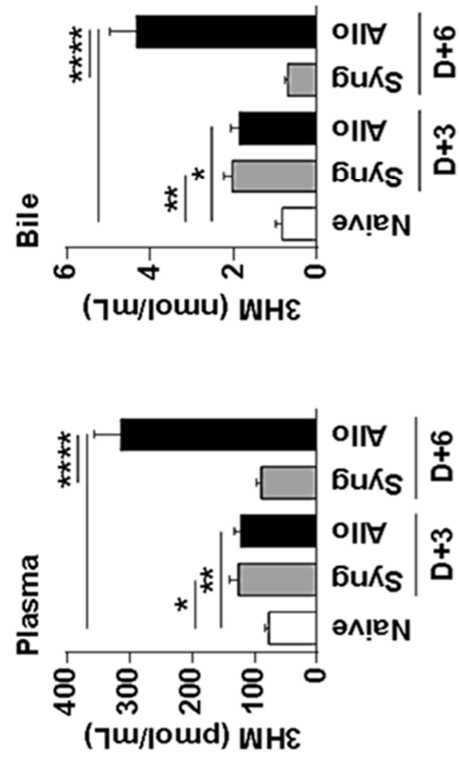 Plasma
3HM (pmol/mL)
400
300
200
100
0
****
*
**
Naive
Syng
Allo
Syng
Allo
D+3
D+6
Bile
3HM (nmol/mL)
6
4
2
0
****
**
*
Naive
Syng
Allo
Syng
Allo
D+3
D+6